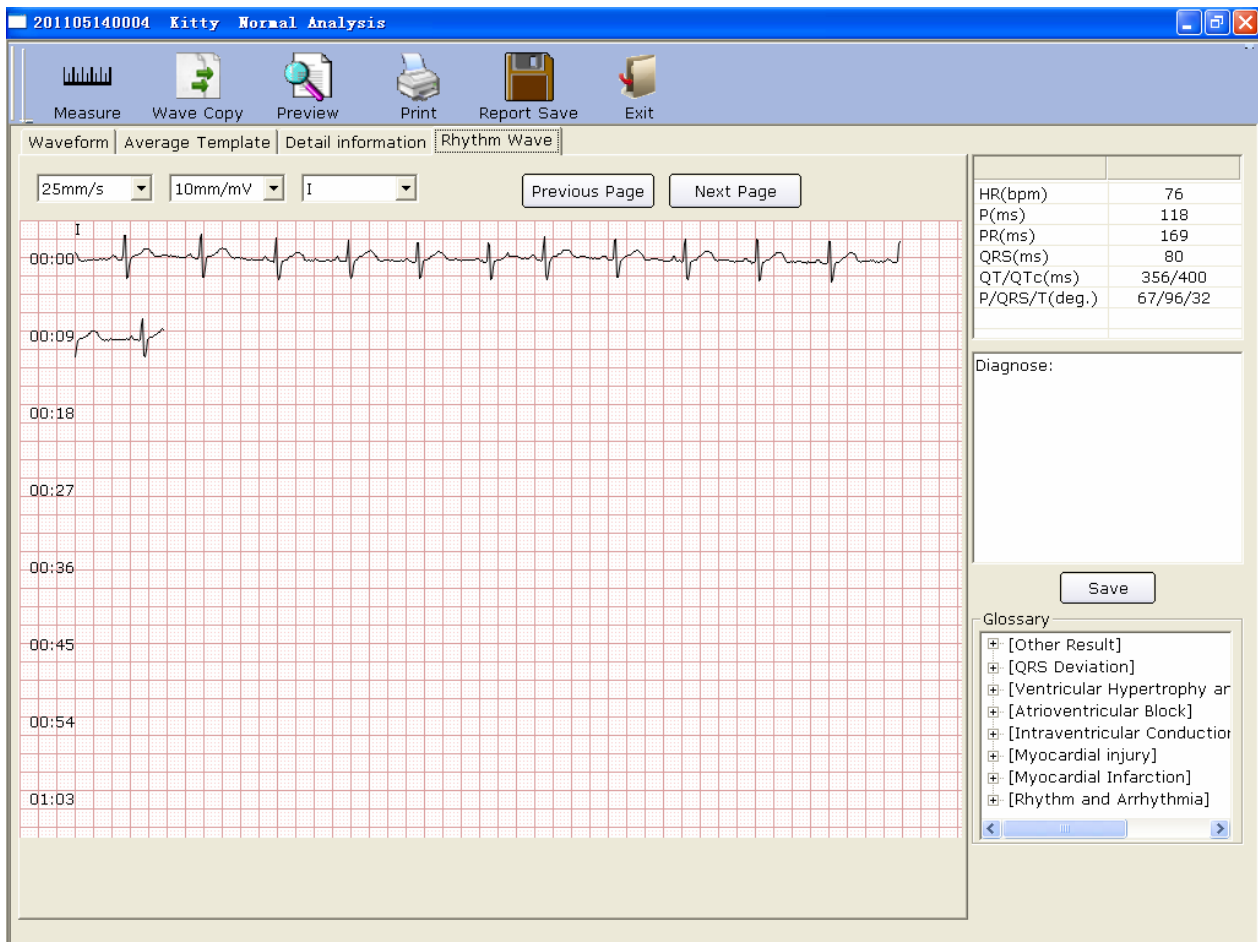 201105140004 Kitty Normal Analysis
Measure Wave Copy Preview Print Report Save Exit
Waveform Average Template Detail information Rhythm Wave
25mm/s 10mm/mV I Previous Page Next Page
I
00:00
00:09
00:18
00:27
00:36
00:45
00:54
01:03
HR(bpm) 76
P(ms) 118
PR(ms) 169
QRS(ms) 80
QT/QTc(ms) 356/400
P/QRS/T(deg.) 67/96/32
Diagnose:
Save
Glossary
[Other Result]
[QRS Deviation]
[Ventricular Hypertrophy ar
[Atrioventricular Block]
[Intraventricular Conduction
[Myocardial injury]
[Myocardial Infarction]
[Rhythm and Arrhythmia]